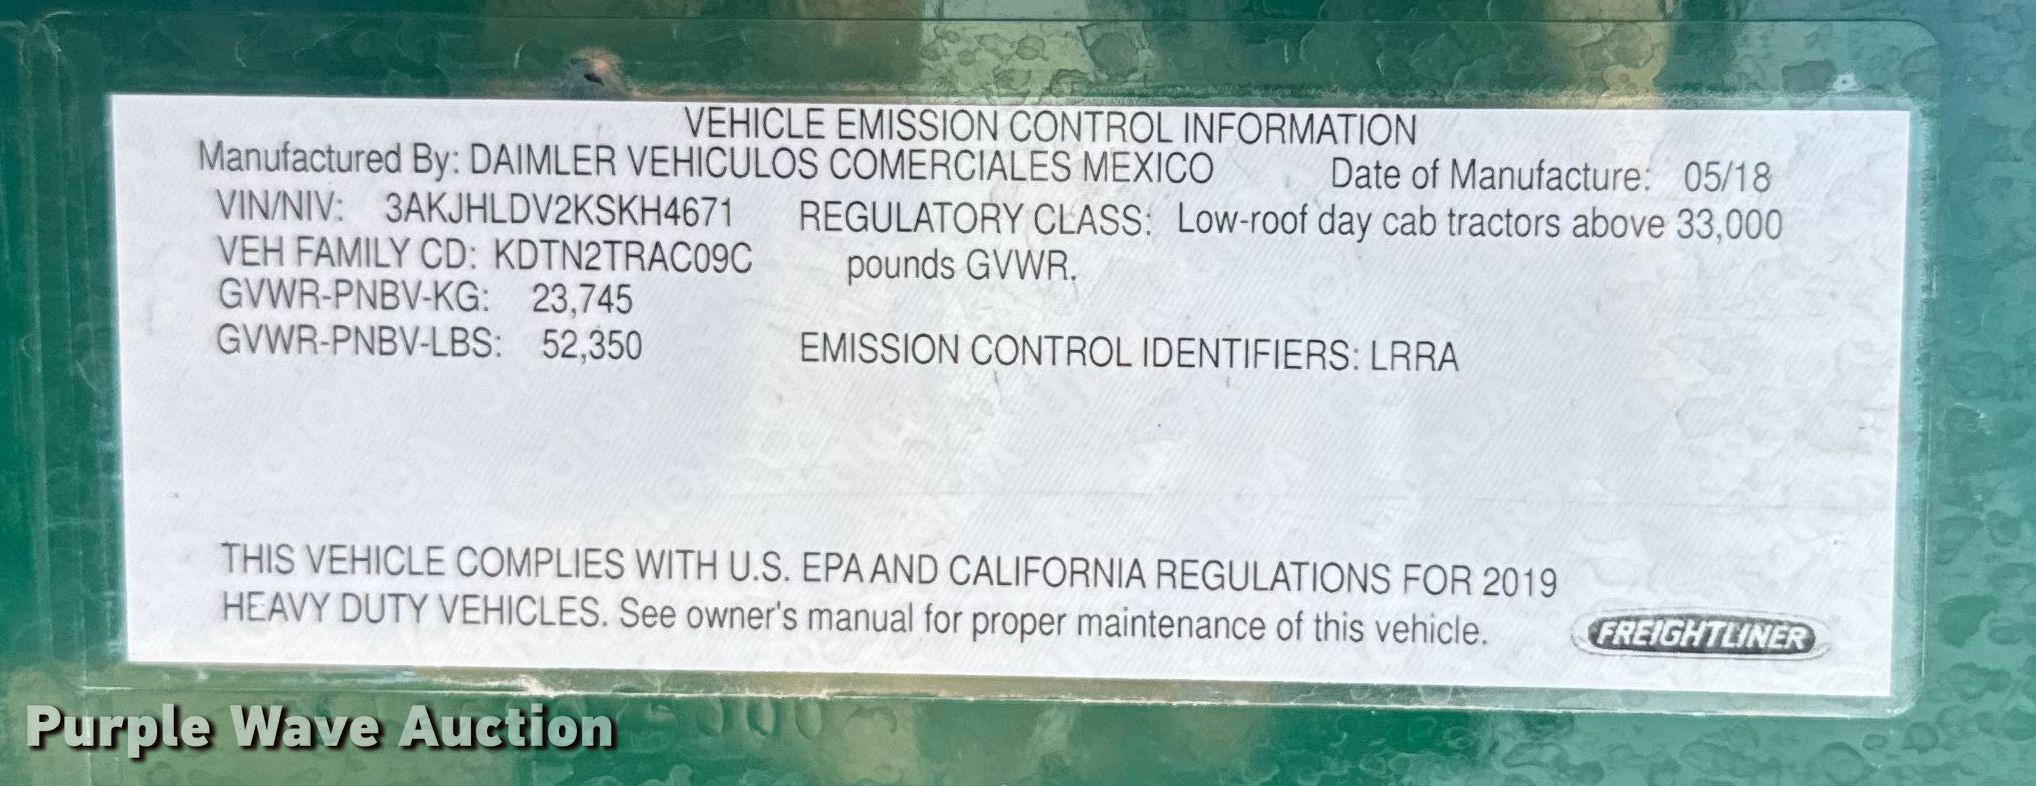 VEHICLE EMISSION CONTROL INFORMATION
Manufactured By: DAIMLER VEHICULOS COMERCIALES MEXICO Date of Manufacture: 05/18
VIN/NIV: 3AKJHLDV2KSKH4671 REGULATORY CLASS: Low-roof day cab tractors above 33,000
VEH FAMILY CD: KDTN2TRAC09C pounds GVWR.
GVWR-PNBV-KG: 23,745
GVWR-PNBV-LBS: 52,350 EMISSION CONTROL IDENTIFIERS: LRRA
THIS VEHICLE COMPLIES WITH U.S. EPA AND CALIFORNIA REGULATIONS FOR 2019
HEAVY DUTY VEHICLES. See owner's manual for proper maintenance of this vehicle.
FREIGHTLINER
Purple Wave Auction